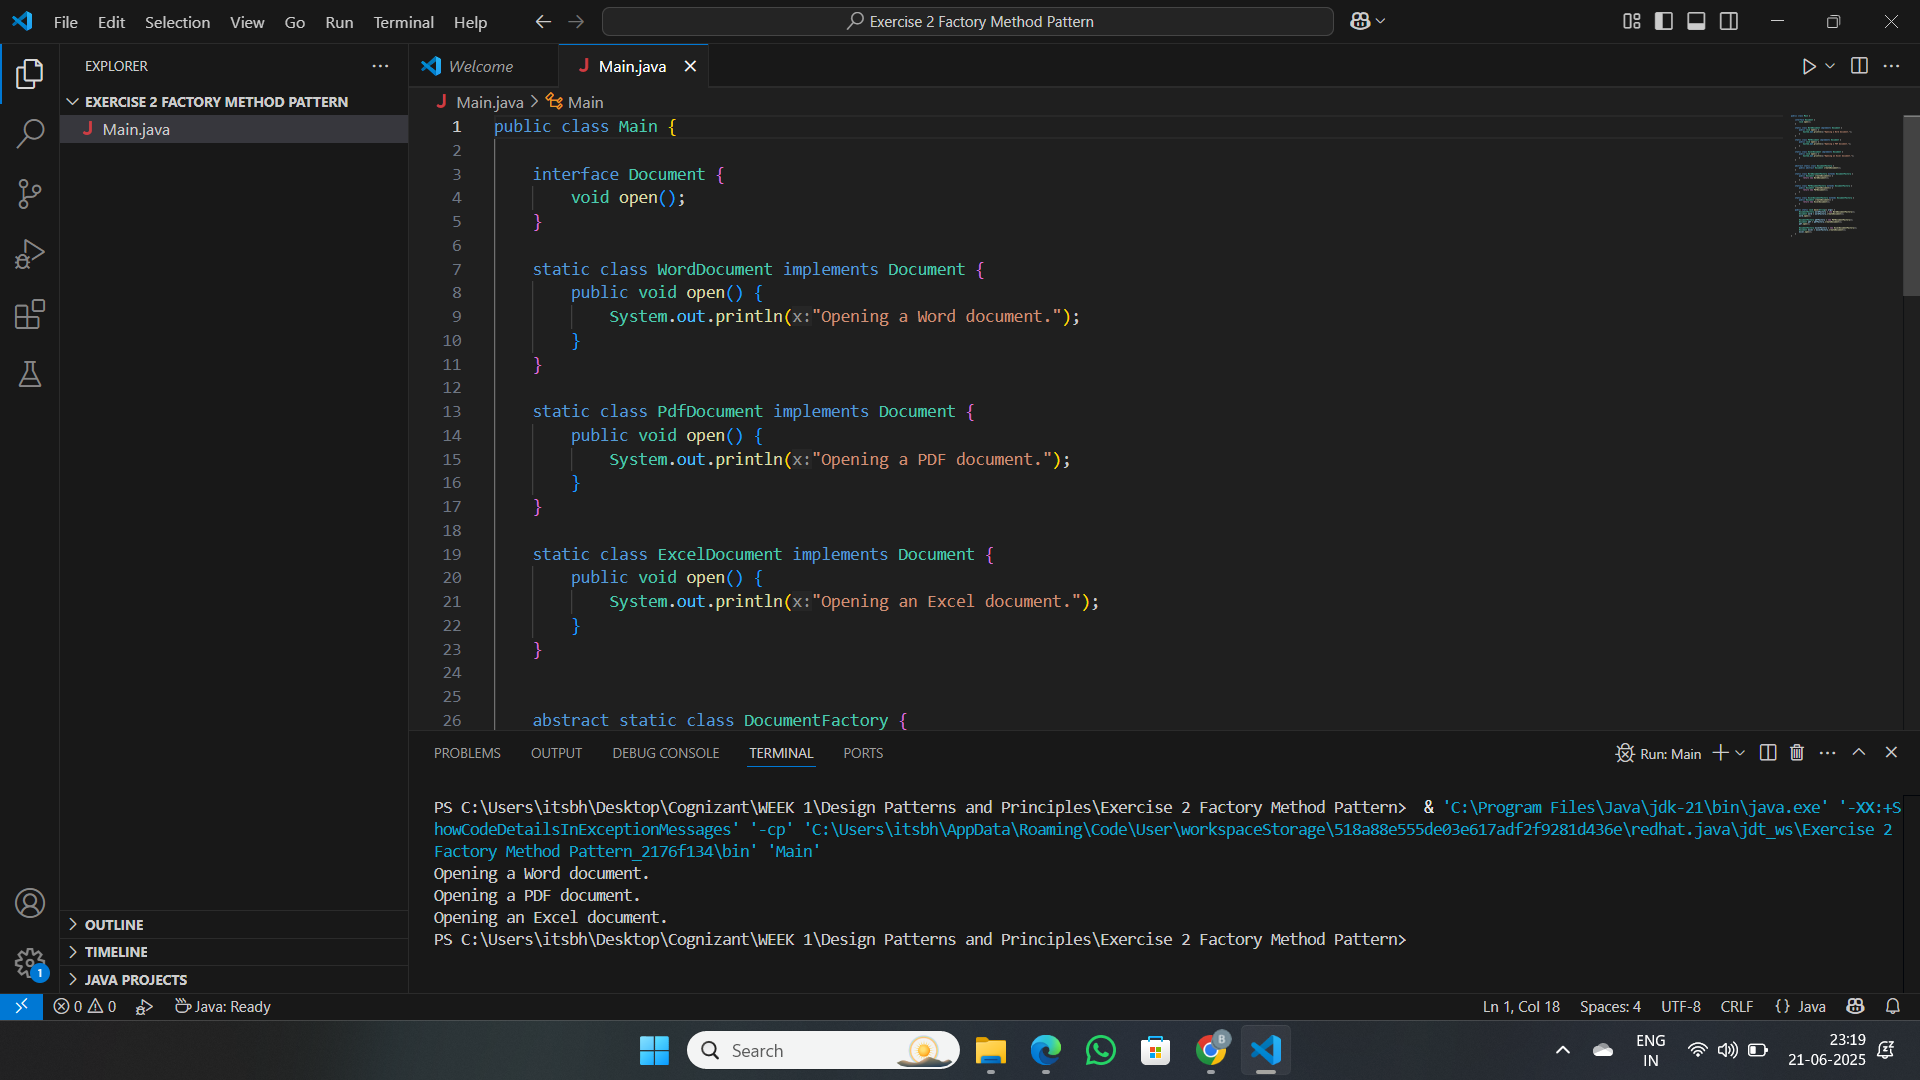 File Edit Selection View Go Run Terminal Help
Exercise 2 Factory Method Pattern
EXPLORER
EXERCISE 2 FACTORY METHOD PATTERN
J Main.java
Welcome
J Main.java
J Main.java > Main
1 public class Main {
2
3 interface Document {
4 void open();
5 }
6
7 static class WordDocument implements Document {
8 public void open() {
9 System.out.println(x:"Opening a Word document.");
10 }
11 }
12
13 static class PdfDocument implements Document {
14 public void open() {
15 System.out.println(x:"Opening a PDF document.");
16 }
17 }
18
19 static class ExcelDocument implements Document {
20 public void open() {
21 System.out.println(x:"Opening an Excel document.");
22 }
23 }
24
25
26 abstract static class DocumentFactory {
PROBLEMS OUTPUT DEBUG CONSOLE TERMINAL PORTS
Run: Main
PS C:\Users\itsbh\Desktop\Cognizant\WEEK 1\Design Patterns and Principles\Exercise 2 Factory Method Pattern> & 'C:\Program Files\Java\jdk-21\bin\java.exe' '-XX:+S
howCodeDetailsInExceptionMessages' '-cp' 'C:\Users\itsbh\AppData\Roaming\Code\User\workspaceStorage\518a88e555de03e617adf2f9281d436e\redhat.java\jdt_ws\Exercise 2
Factory Method Pattern_2176f134\bin' 'Main'
Opening a Word document.
Opening a PDF document.
Opening an Excel document.
PS C:\Users\itsbh\Desktop\Cognizant\WEEK 1\Design Patterns and Principles\Exercise 2 Factory Method Pattern>
OUTLINE
TIMELINE
JAVA PROJECTS
1
0 0 Java: Ready
Ln 1, Col 18 Spaces: 4 UTF-8 CRLF {} Java
Search
B
ENG
IN
23:19
21-06-2025